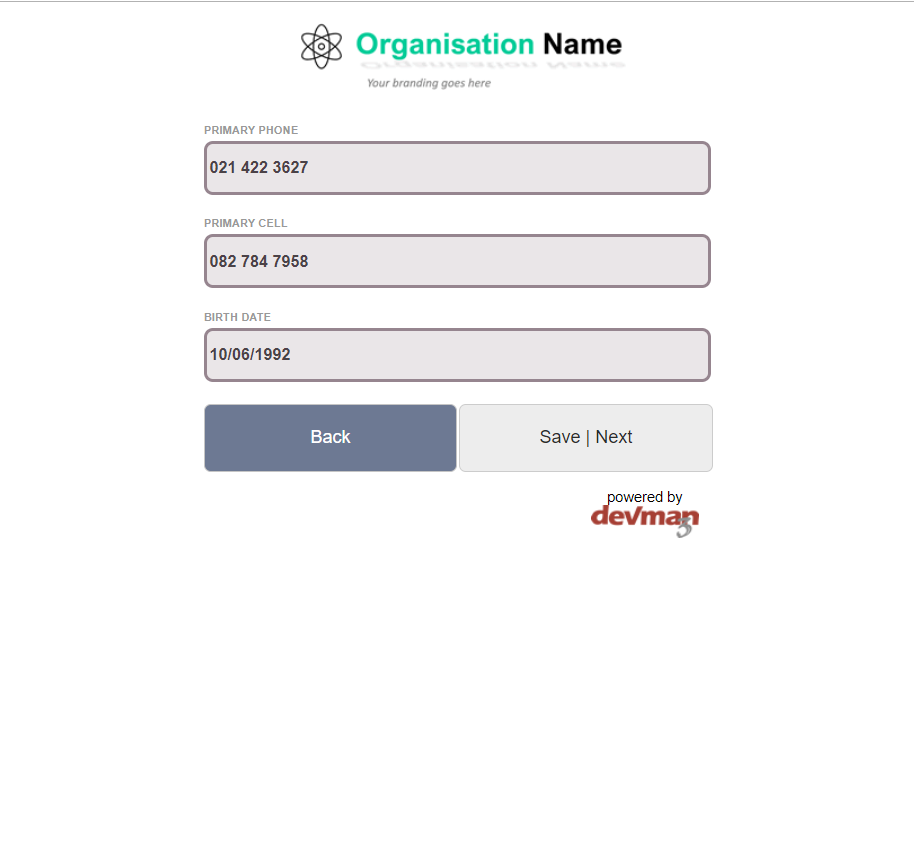 Organisation Name
Your branding goes here
PRIMARY PHONE
021 422 3627
PRIMARY CELL
082 784 7958
BIRTH DATE
10/06/1992
Back
Save | Next
powered by
devman
3